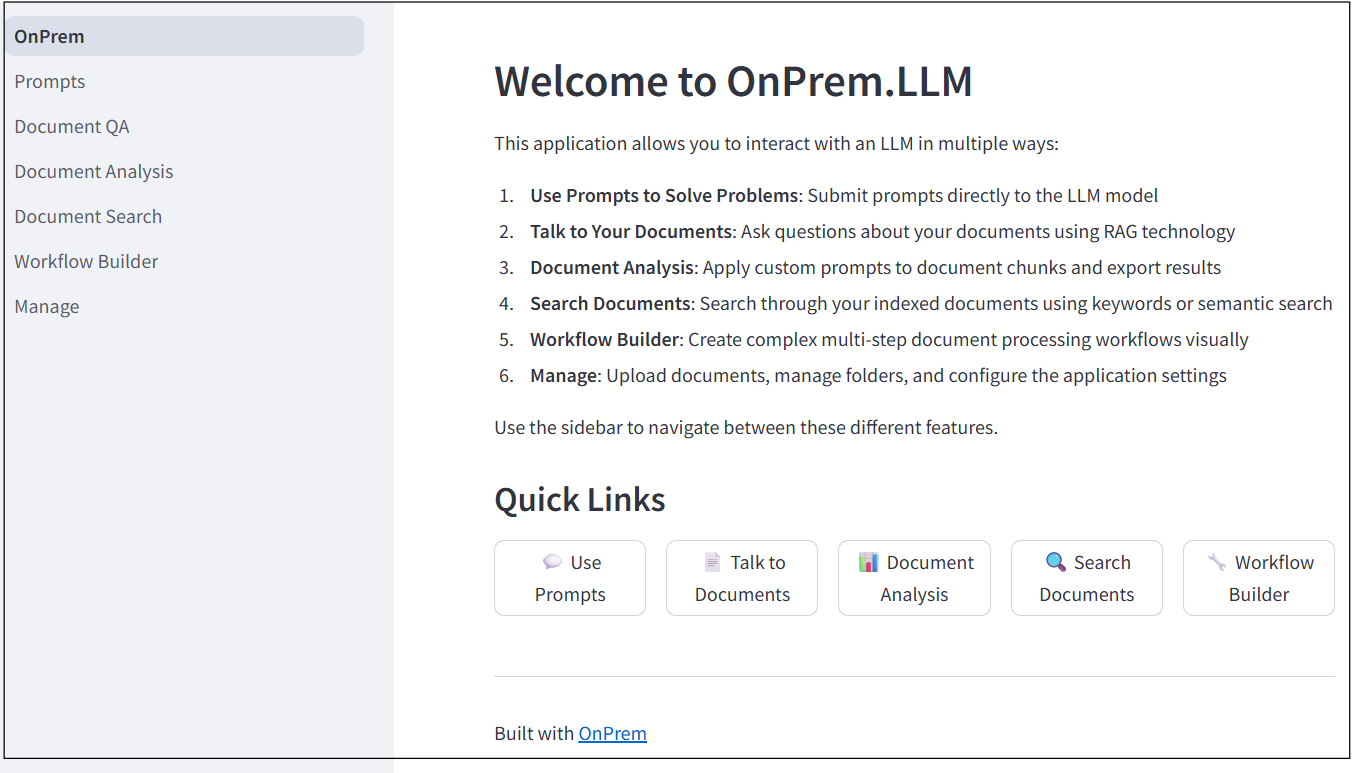 OnPrem
Prompts
Document QA
Document Analysis
Document Search
Workflow Builder
Manage
Welcome to OnPrem.LLM
This application allows you to interact with an LLM in multiple ways:
1. Use Prompts to Solve Problems: Submit prompts directly to the LLM model
2. Talk to Your Documents: Ask questions about your documents using RAG technology
3. Document Analysis: Apply custom prompts to document chunks and export results
4. Search Documents: Search through your indexed documents using keywords or semantic search
5. Workflow Builder: Create complex multi-step document processing workflows visually
6. Manage: Upload documents, manage folders, and configure the application settings
Use the sidebar to navigate between these different features.
Quick Links
Use
Prompts
Talk to
Documents
Document
Analysis
Search
Documents
Workflow
Builder
Built with OnPrem